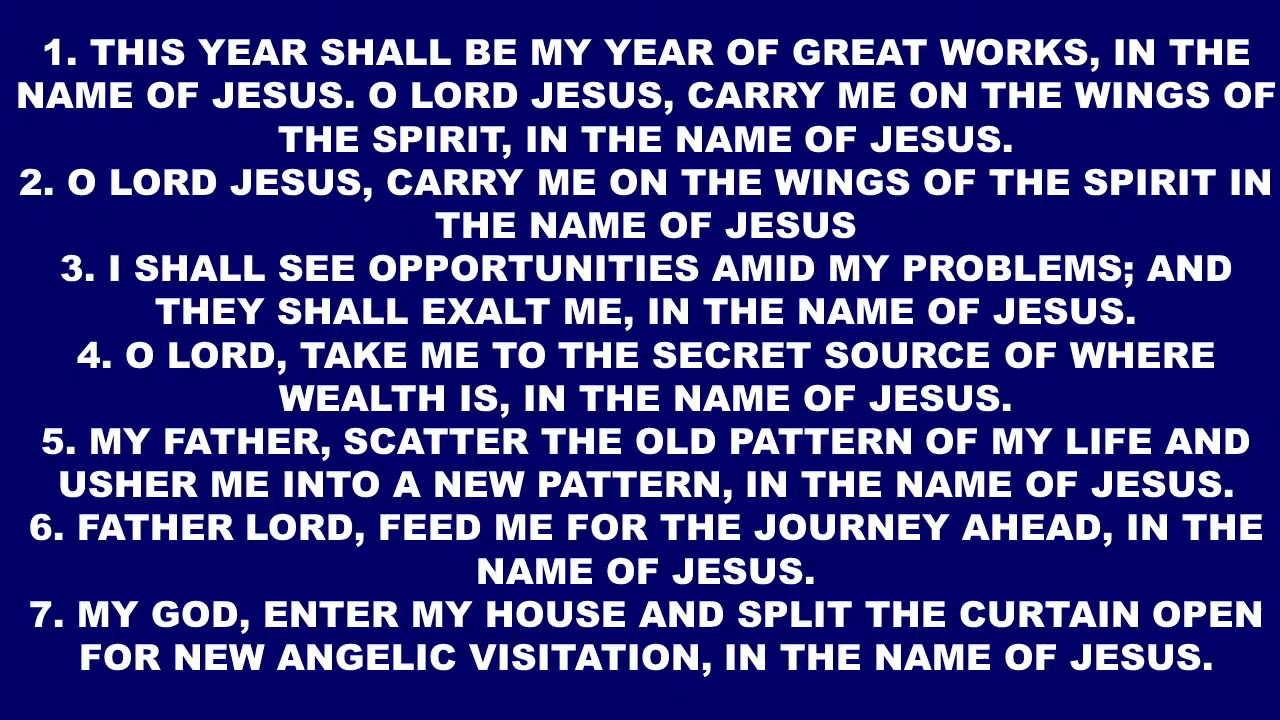 1. THIS YEAR SHALL BE MY YEAR OF GREAT WORKS, IN THE
NAME OF JESUS. O LORD JESUS, CARRY ME ON THE WINGS OF
THE SPIRIT, IN THE NAME OF JESUS.
2. O LORD JESUS, CARRY ME ON THE WINGS OF THE SPIRIT IN
THE NAME OF JESUS
3. I SHALL SEE OPPORTUNITIES AMID MY PROBLEMS; AND
THEY SHALL EXALT ME, IN THE NAME OF JESUS.
4. O LORD, TAKE ME TO THE SECRET SOURCE OF WHERE
WEALTH IS, IN THE NAME OF JESUS.
5. MY FATHER, SCATTER THE OLD PATTERN OF MY LIFE AND
USHER ME INTO A NEW PATTERN, IN THE NAME OF JESUS.
6. FATHER LORD, FEED ME FOR THE JOURNEY AHEAD, IN THE
NAME OF JESUS.
7. MY GOD, ENTER MY HOUSE AND SPLIT THE CURTAIN OPEN
FOR NEW ANGELIC VISITATION, IN THE NAME OF JESUS.